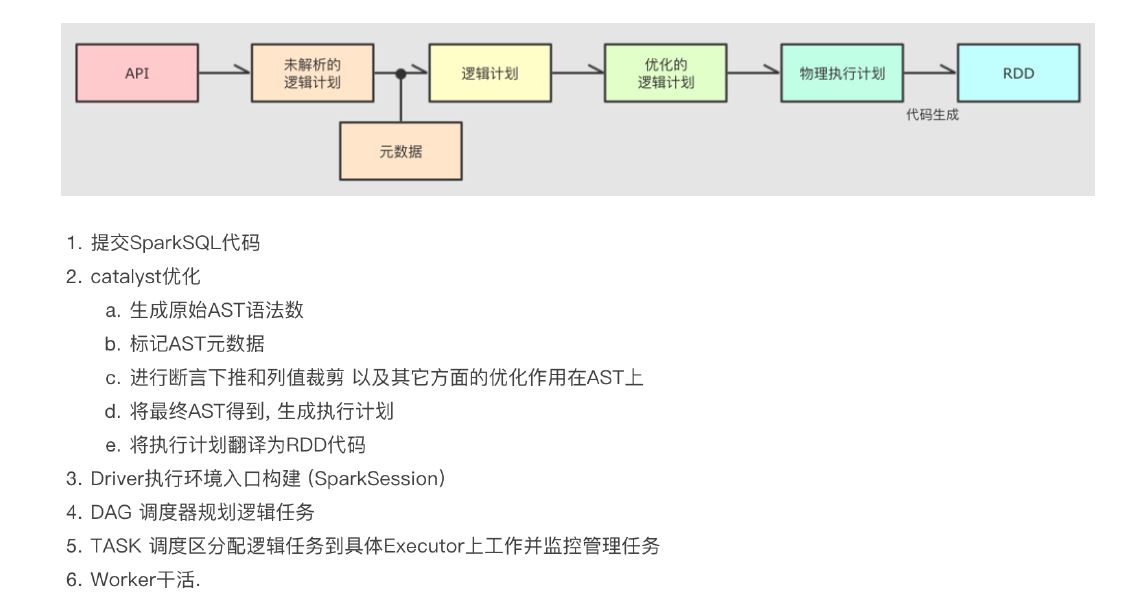 API
未解析的
逻辑计划
逻辑计划
优化的
逻辑计划
物理执行计划
RDD
代码生成
元数据
1. 提交SparkSQL代码
2. catalyst优化
a. 生成原始AST语法数
b. 标记AST元数据
c. 进行断言下推和列值裁剪 以及其它方面的优化作用在AST上
d. 将最终AST得到, 生成执行计划
e. 将执行计划翻译为RDD代码
3. Driver执行环境入口构建 (SparkSession)
4. DAG 调度器规划逻辑任务
5. TASK 调度区分配逻辑任务到具体Executor上工作并监控管理任务
6. Worker干活.